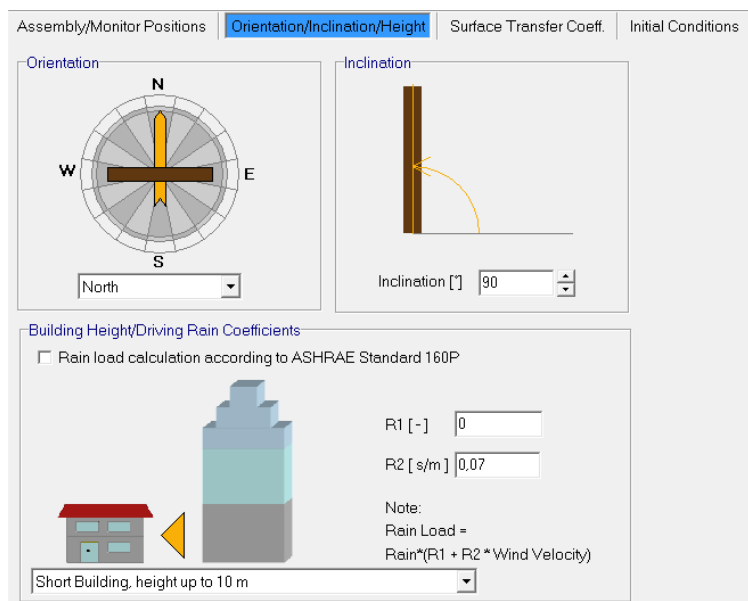 Assembly/Monitor Positions Orientation/Inclination/Height Surface Transfer Coeff. Initial Conditions
Orientation
N
W
E
S
North
Inclination
Inclination [°] 90
Building Height/Driving Rain Coefficients
Rain load calculation according to ASHRAE Standard 160P
R1 [ - ] 0
R2 [ s/m ] 0,07
Note:
Rain Load =
Rain*(R1 + R2 * Wind Velocity)
Short Building, height up to 10 m